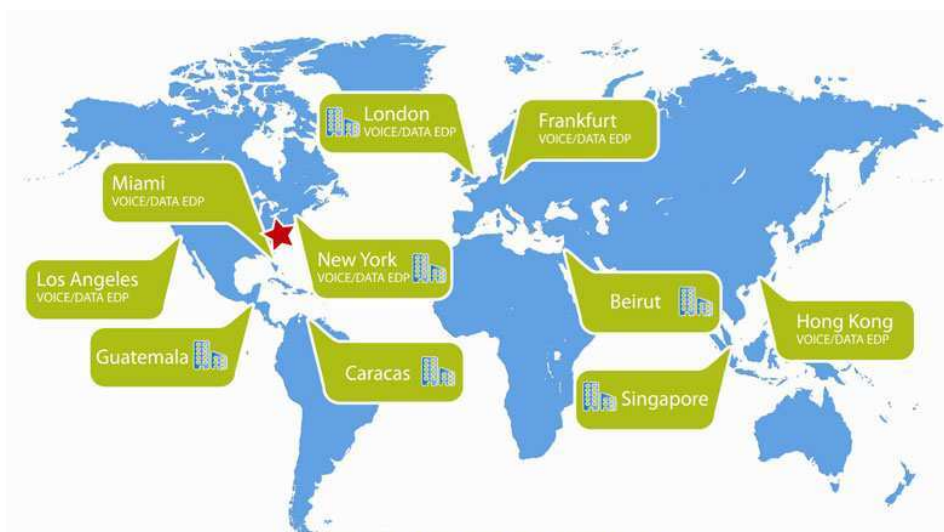 London
VOICE/DATA EDP
Frankfurt
VOICE/DATA EDP
Miami
VOICE/DATA EDP
New York
VOICE/DATA EDP
Los Angeles
VOICE/DATA EDP
Beirut
Hong Kong
VOICE/DATA EDP
Guatemala
Caracas
Singapore